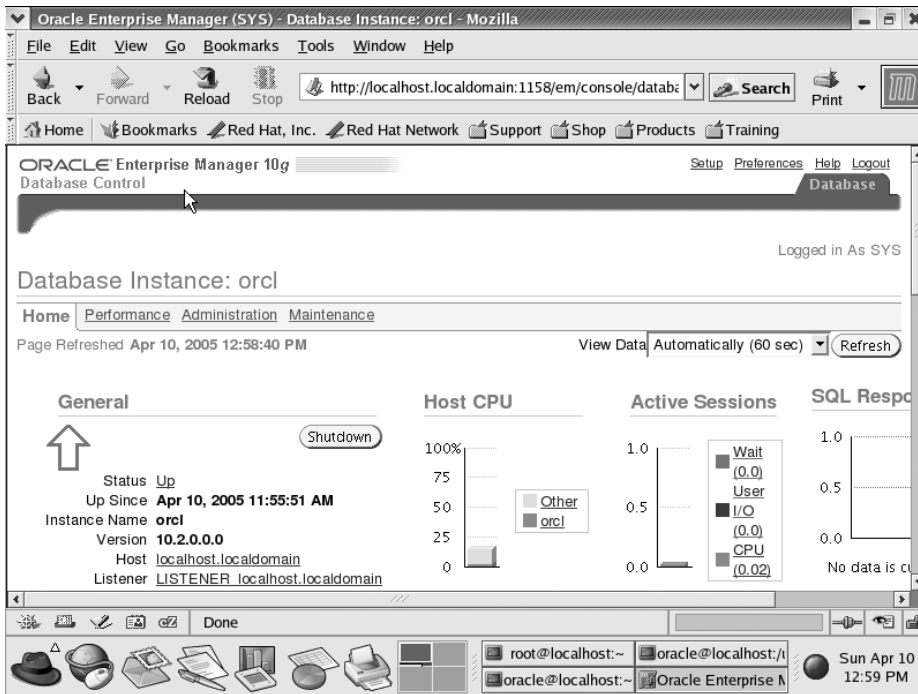 Oracle Enterprise Manager (SYS) - Database Instance: orcl - Mozilla
File Edit View Go Bookmarks Tools Window Help
Back Forward Reload Stop http://localhost.localdomain:1158/em/console/databa Search Print
Home Bookmarks Red Hat, Inc. Red Hat Network Support Shop Products Training
ORACLE Enterprise Manager 10g
Database Control
Setup Preferences Help Logout
Database
Logged in As SYS
Database Instance: orcl
Home Performance Administration Maintenance
Page Refreshed Apr 10, 2005 12:58:40 PM
View Data Automatically (60 sec) Refresh
General
Shutdown
Status Up
Up Since Apr 10, 2005 11:55:51 AM
Instance Name orcl
Version 10.2.0.0.0
Host localhost.localdomain
Listener LISTENER_localhost.localdomain
Host CPU
100%
75
50
25
0
Other
orcl
Active Sessions
1.0
0.5
0.0
Wait
(0.0)
User
I/O
(0.0)
CPU
(0.02)
SQL Respo
1.0
0.5
0.0
No data is cu
Done
root@localhost:~ oracle@localhost:/u
oracle@localhost:~ Oracle Enterprise M
Sun Apr 10
12:59 PM